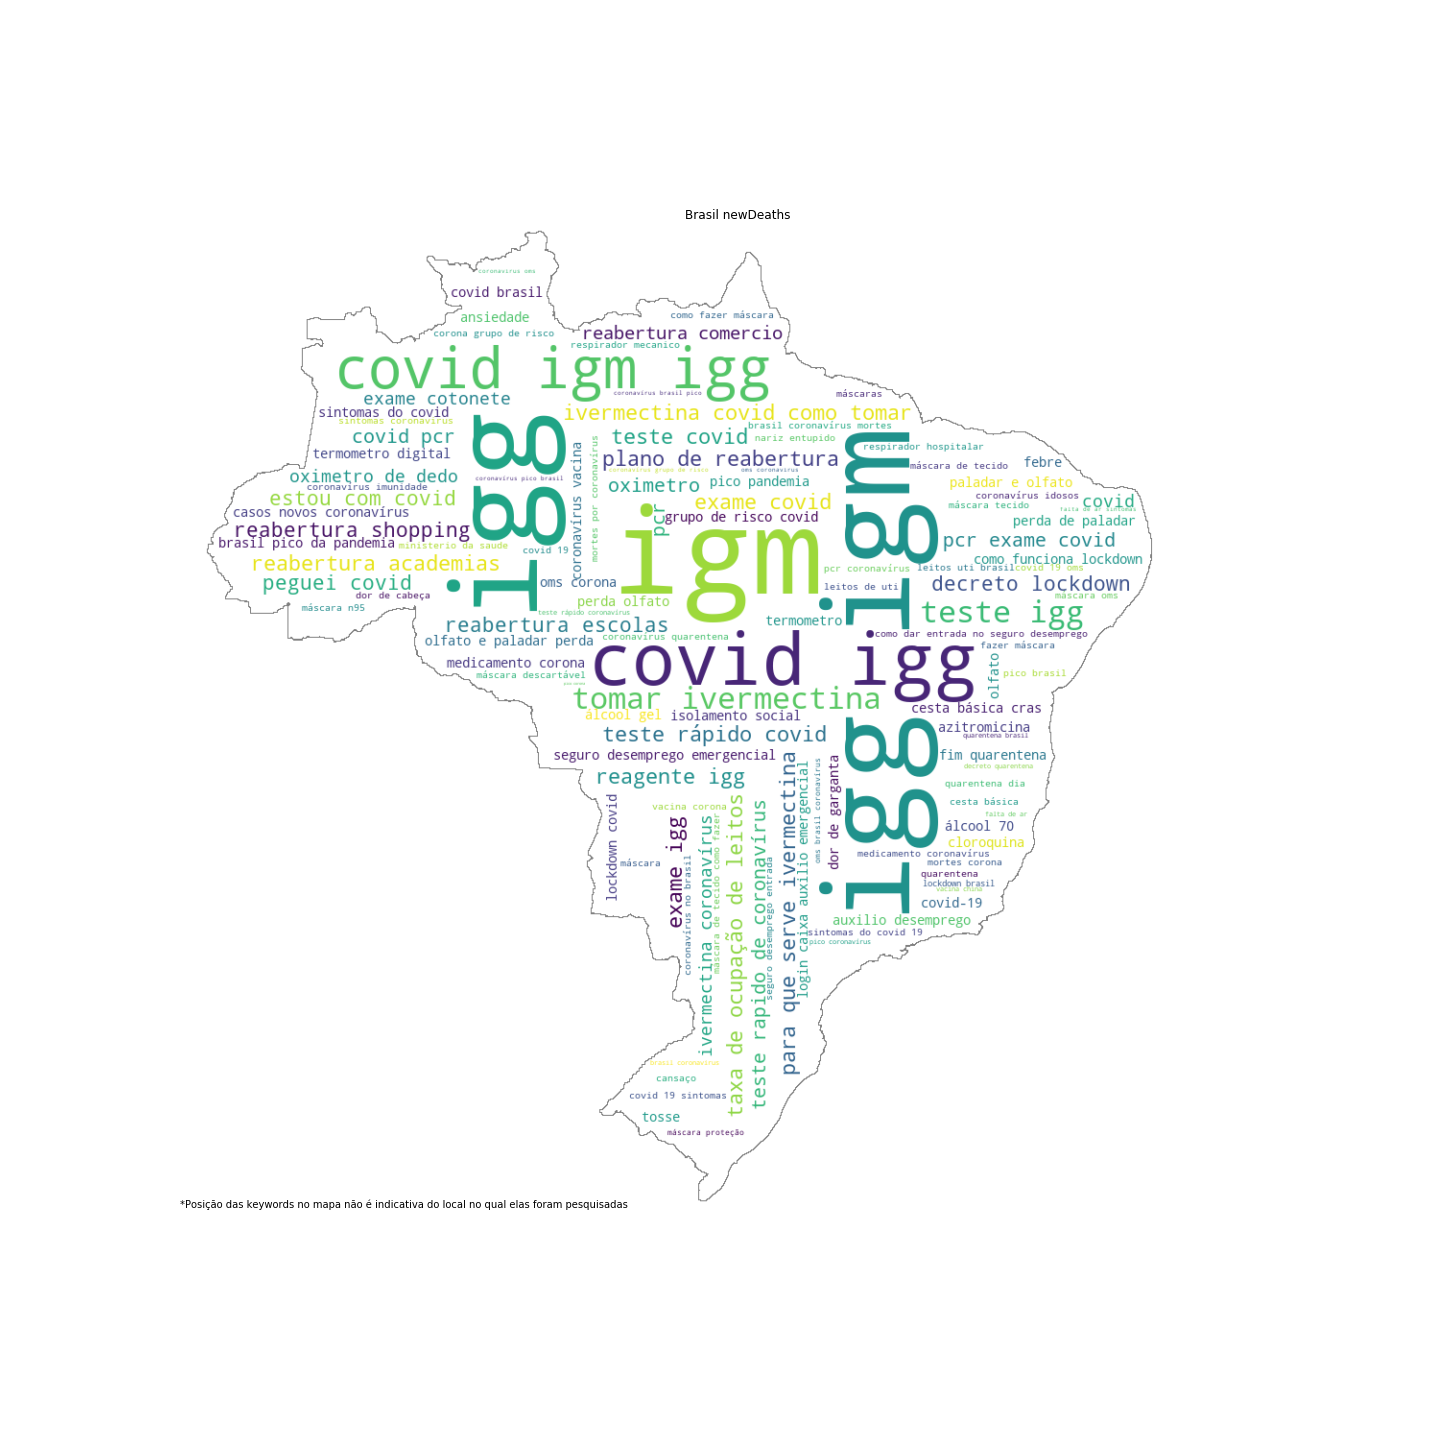 Brasil newDeaths
coronavírus oms
covid brasil
ansiedade
corona grupo de risco
como fazer máscara
reabertura comercio
respirador mecanico
covid igm igg
coronavírus brasil pico
máscaras
exame cotonete
sintomas do covid
sintomas coronavírus
ivermectina covid como tomar
brasil coronavírus mortes
covid pcr
teste covid
nariz entupido
respirador hospitalar
termometro digital
plano de reabertura
máscara de tecido
febre
igg
igm
coronavírus vacina
mortes por coronavírus
coronavírus grupo de risco
oms coronavírus
oximetro de dedo
coronavírus pico brasil
coronavírus imunidade
oximetro
pico pandemia
paladar e olfato
estou com covid
exame covid
coronavírus idosos
covid
máscara tecido
falta de ar sintomas
casos novos coronavírus
pcr
grupo de risco covid
perda de paladar
reabertura shopping
igm
pcr exame covid
brasil pico da pandemia
ministerio da saude
covid 19
como funciona lockdown
reabertura academias
pcr coronavírus
leitos uti brasil
covid 19 oms
peguei covid
oms corona
leitos de uti
decreto lockdown
dor de cabeça
perda olfato
máscara oms
máscara n95
teste rápido coronavírus
termometro
teste igg
reabertura escolas
olfato e paladar perda
coronavírus quarentena
como dar entrada no seguro desemprego
fazer máscara
covid igg
medicamento corona
olfato
pico brasil
máscara descartável
tomar ivermectina
cesta básica cras
álcool gel
isolamento social
igg
azitromicina
quarentena brasil
teste rápido covid
seguro desemprego emergencial
fim quarentena
decreto quarentena
reagente igg
quarentena dia
lockdown covid
vacina corona
cesta básica
falta de ar
exame igg
coronavírus no brasil
ivermectina coronavírus
máscara de tecido como fazer
taxa de ocupação de leitos
teste rapido de coronavírus
seguro desemprego entrada
para que serve ivermectina
login caixa auxilio emergencial
oms brasil coronavírus
dor de garganta
álcool 70
cloroquina
máscara
medicamento coronavírus
mortes corona
quarentena
lockdown brasil
vacina china
covid-19
auxilio desemprego
sintomas do covid 19
pico coronavírus
brasil coronavírus
cansaço
covid 19 sintomas
tosse
máscara proteção
*Posição das keywords no mapa não é indicativa do local no qual elas foram pesquisadas